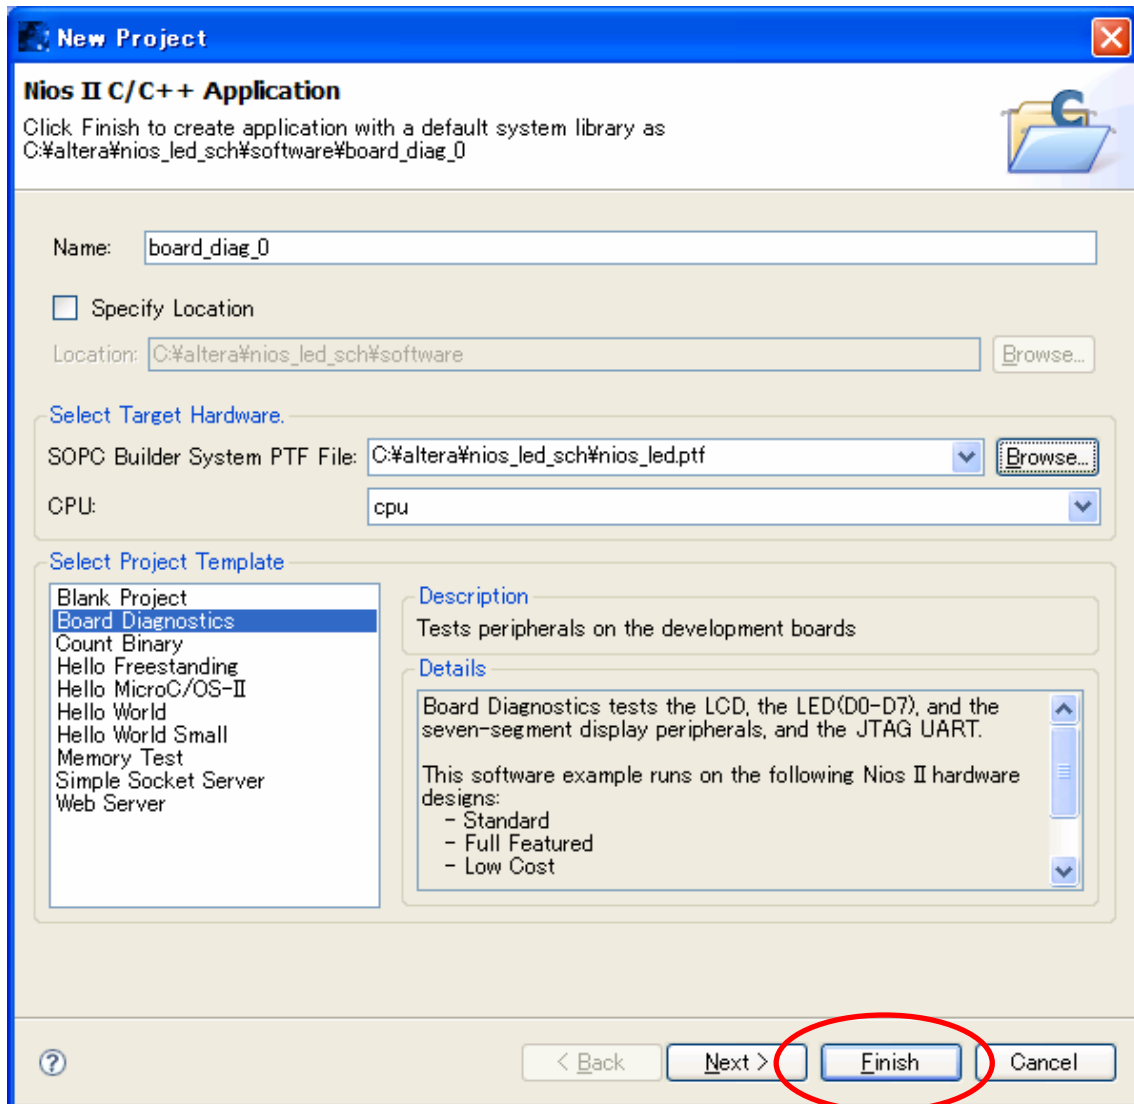 New Project
Nios II C/C++ Application
Click Finish to create application with a default system library as
C:¥altera¥nios_led_sch¥software¥board_diag_0
Name: board_diag_0
Specify Location
Location: C:¥altera¥nios_led_sch¥software Browse...
Select Target Hardware.
SOPC Builder System PTF File: C:¥altera¥nios_led_sch¥nios_led.ptf Browse...
CPU: cpu
Select Project Template
Blank Project
Board Diagnostics
Count Binary
Hello Freestanding
Hello MicroC/OS-II
Hello World
Hello World Small
Memory Test
Simple Socket Server
Web Server
Description
Tests peripherals on the development boards
Details
Board Diagnostics tests the LCD, the LED(D0-D7), and the
seven-segment display peripherals, and the JTAG UART.
This software example runs on the following Nios II hardware
designs:
- Standard
- Full Featured
- Low Cost
? < Back Next > Finish Cancel